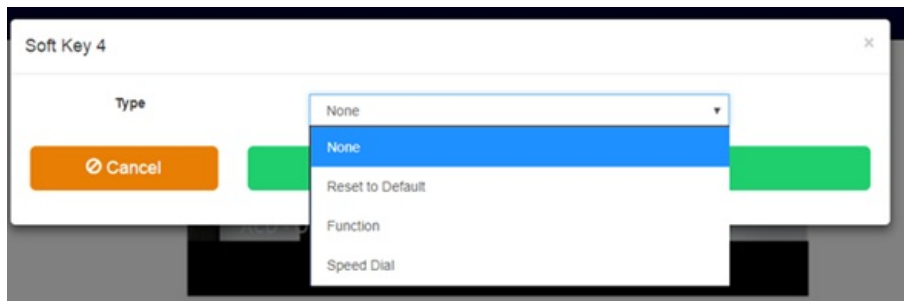 Soft Key 4 ×
Type
None
None
Cancel
Reset to Default
Function
Speed Dial